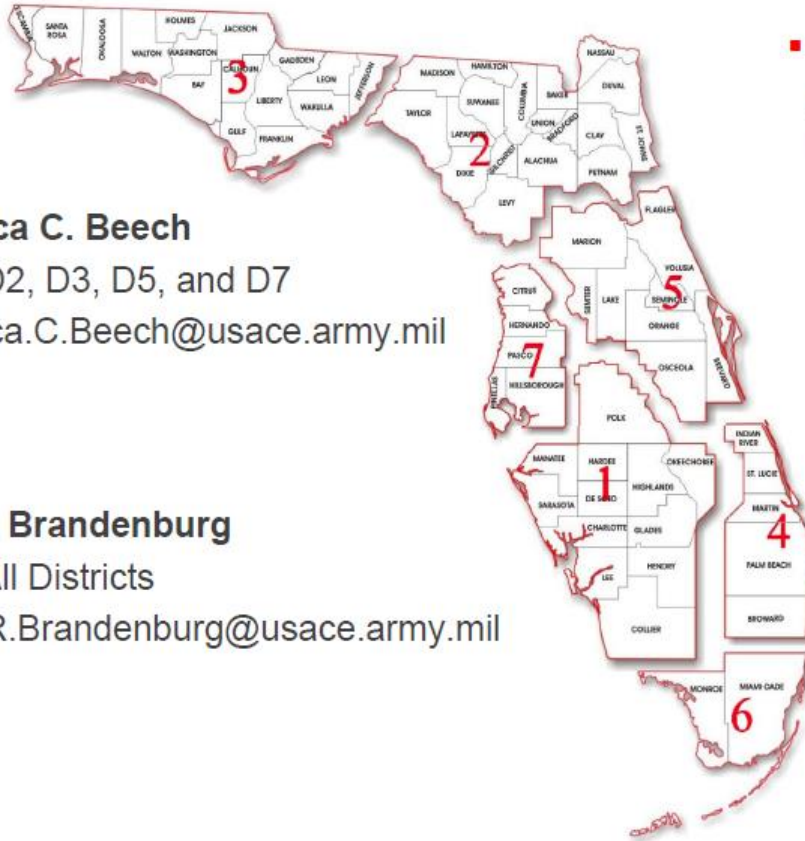 ESCAMBIA
SANTA
ROSA
OKALOOSA
HOLMES
WALTON
WASHINGTON
JACKSON
BAY
CALHOUN
3
GADSDEN
LEON
JEFFERSON
LIBERTY
WAKULLA
GULF
FRANKLIN
MADISON
HAMILTON
TAYLOR
SUWANEE
COLUMBIA
BAKER
NASSAU
DUVAL
LAFAYETTE
2
UNION
BRADFORD
CLAY
ST. JOHNS
DIXIE
GILCHRIST
ALACHUA
PUTNAM
LEVY
ca C. Beech
D2, D3, D5, and D7
ca.C.Beech@usace.army.mil
FLAGLER
MARION
VOLUSIA
5
SUMTER
LAKE
SEMINOLE
ORANGE
OSCEOLA
BREVARD
CITRUS
HERNANDO
PASCO
7
PINELLAS
HILLSBOROUGH
POLK
MANATEE
HARDEE
1
OKEECHOBEE
HIGHLANDS
SARASOTA
DE SOTO
CHARLOTTE
GLADES
LEE
HENDRY
COLLIER
INDIAN
RIVER
ST. LUCIE
MARTIN
4
PALM BEACH
BROWARD
Brandenburg
All Districts
R.Brandenburg@usace.army.mil
MONROE
MIAMI-DADE
6